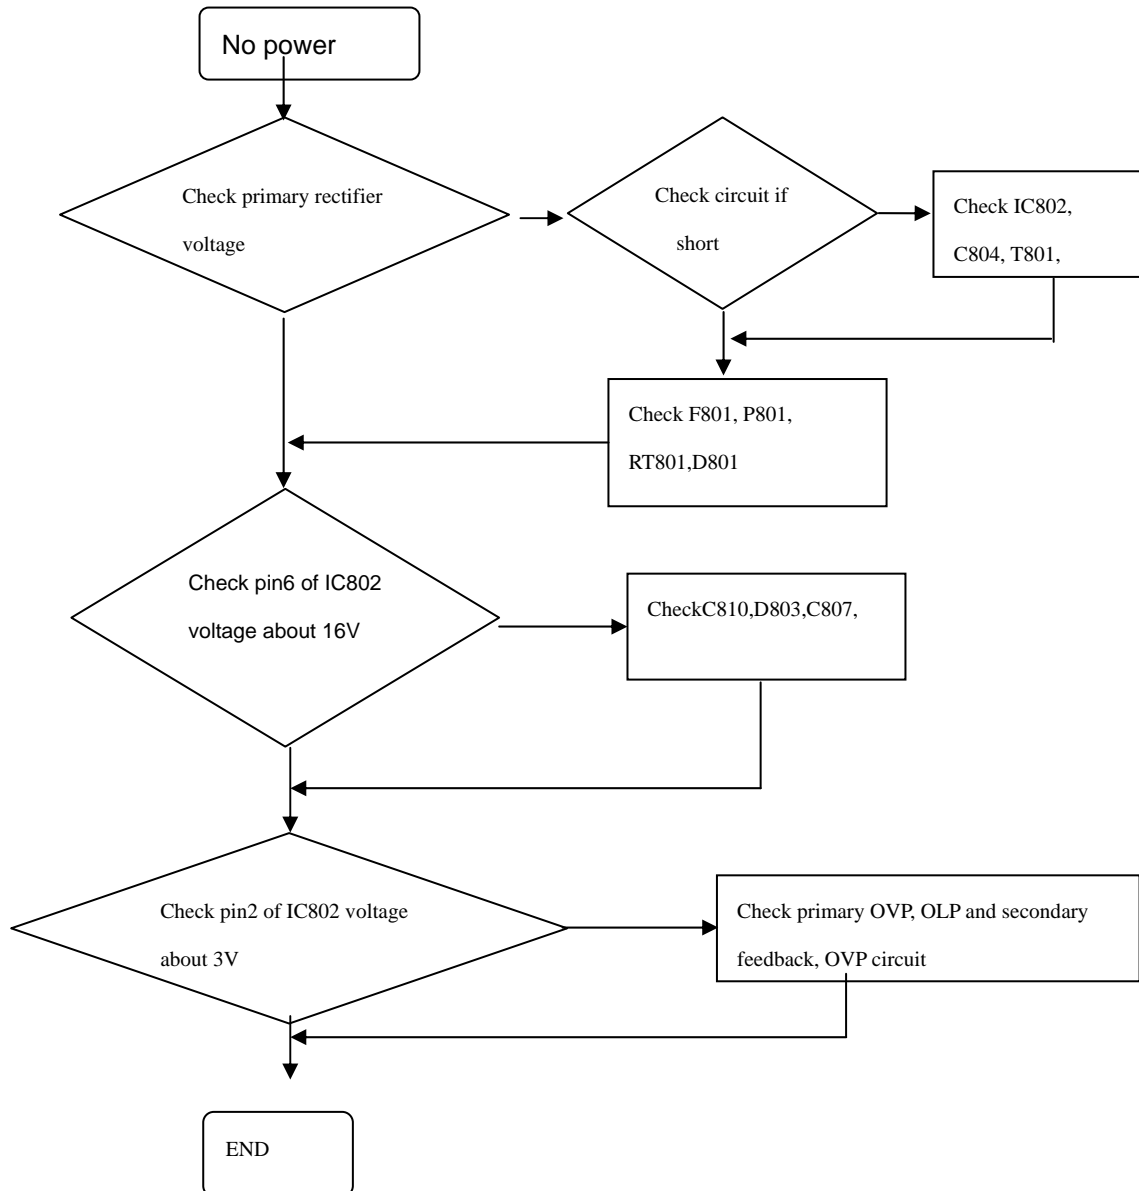 No power
Check primary rectifier
voltage
Check circuit if
short
Check IC802,
C804, T801,
Check F801, P801,
RT801,D801
Check pin6 of IC802
voltage about 16V
CheckC810,D803,C807,
Check pin2 of IC802 voltage
about 3V
Check primary OVP, OLP and secondary
feedback, OVP circuit
END